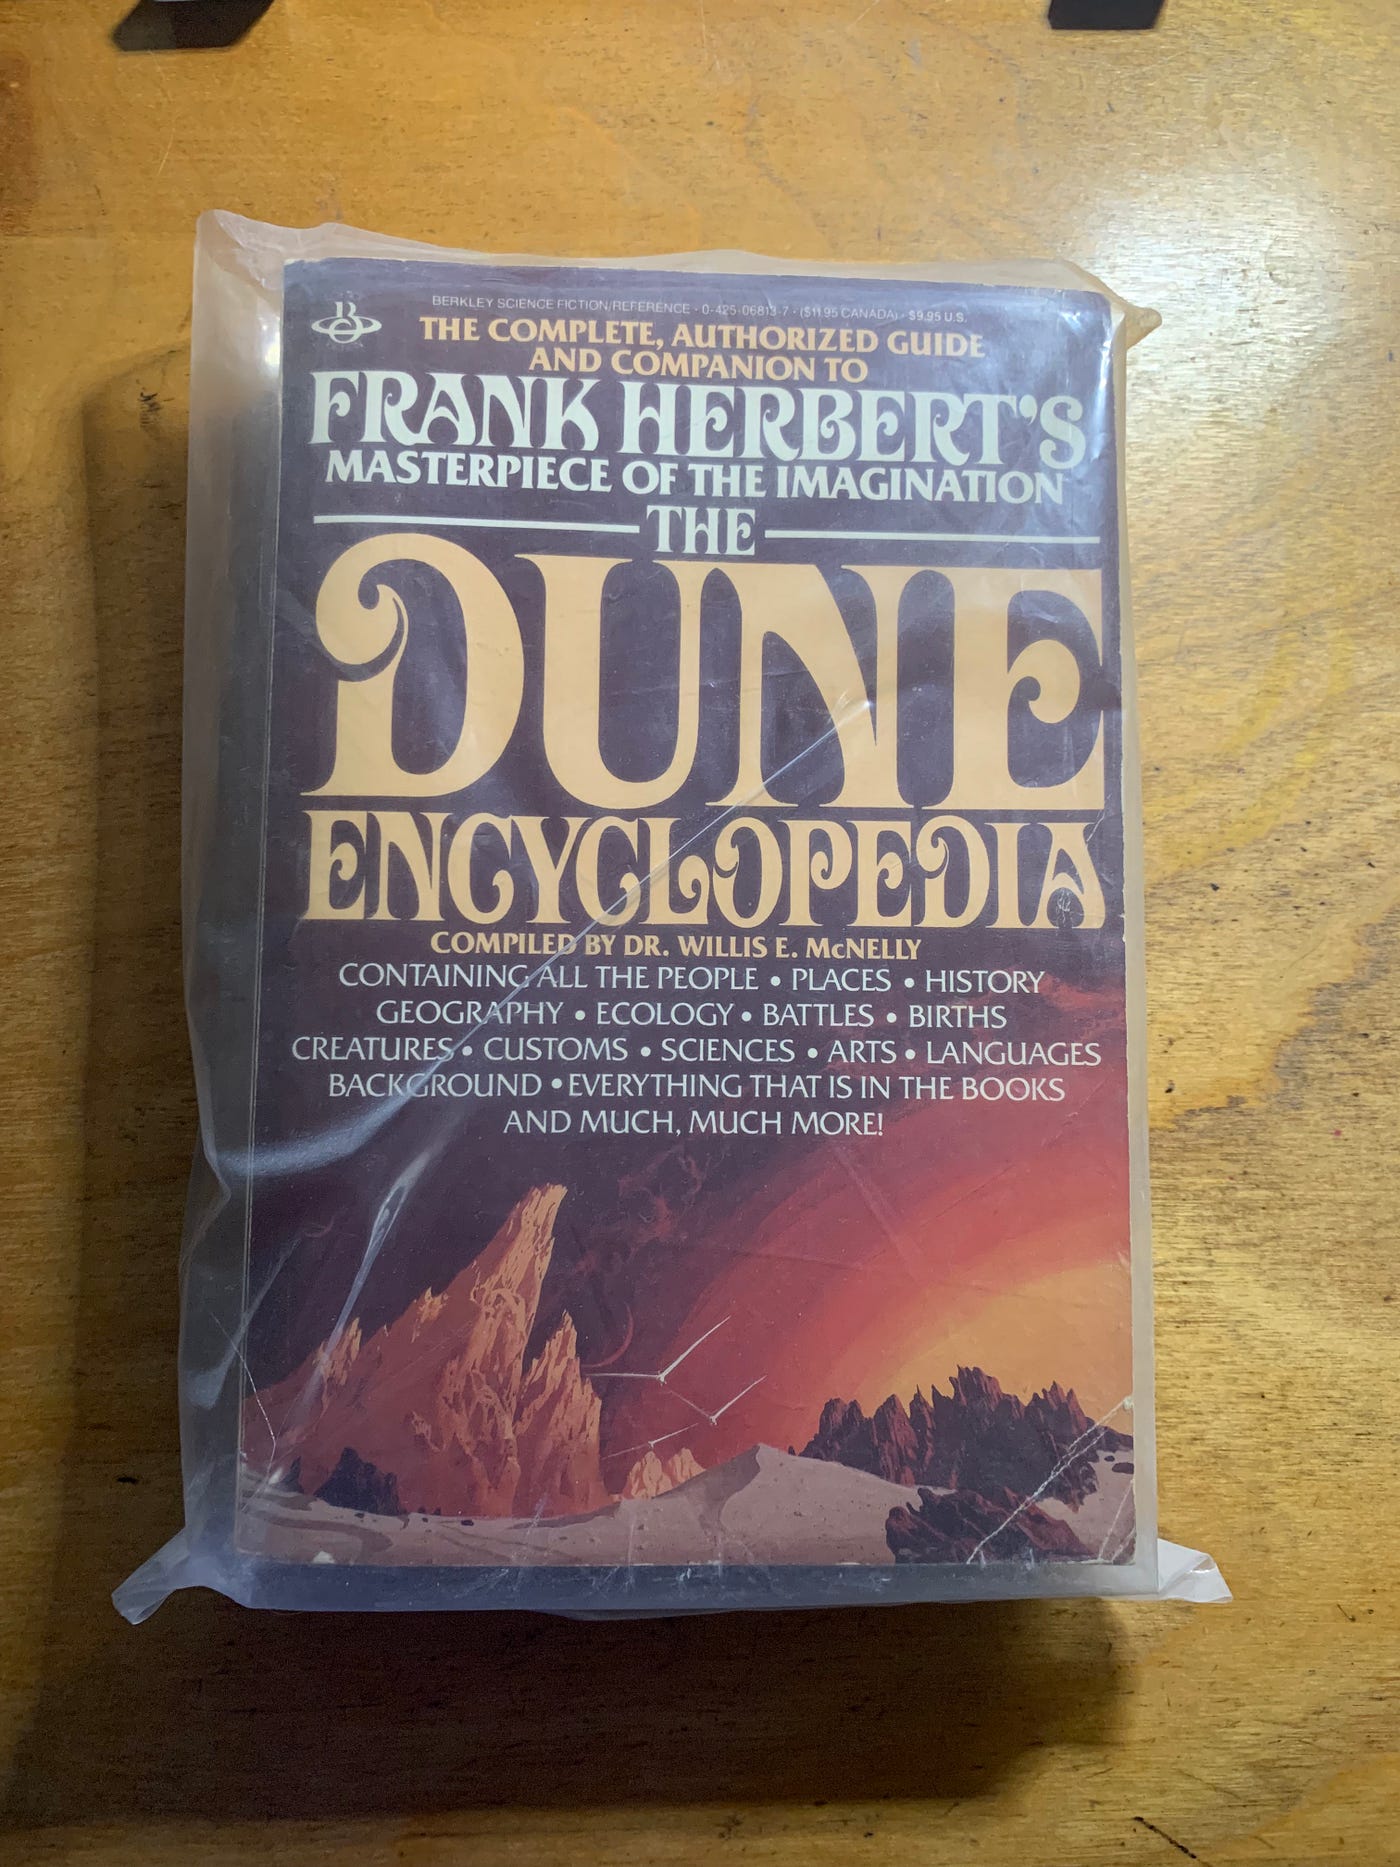 BERKLEY SCIENCE FICTION/REFERENCE · 0-425-06813-7 · ($11.95 CANADA) · $9.95 U.S.
THE COMPLETE, AUTHORIZED GUIDE
AND COMPANION TO
FRANK HERBERT'S
MASTERPIECE OF THE IMAGINATION
THE
DUNE
ENCYCLOPEDIA
COMPILED BY DR. WILLIS E. McNELLY
CONTAINING ALL THE PEOPLE • PLACES • HISTORY
GEOGRAPHY • ECOLOGY • BATTLES • BIRTHS
CREATURES • CUSTOMS • SCIENCES • ARTS • LANGUAGES
BACKGROUND • EVERYTHING THAT IS IN THE BOOKS
AND MUCH, MUCH MORE!